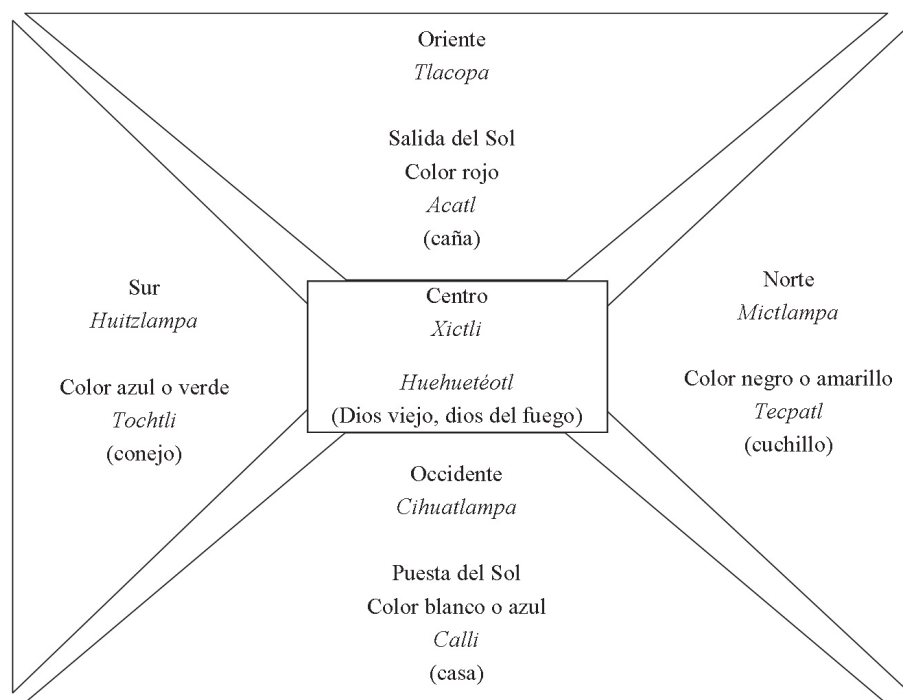 Oriente
Tlacopa
Salida del Sol
Color rojo
Acatl
(caña)
Sur
Huitzlampa
Color azul o verde
Tochtli
(conejo)
Centro
Xictli
Huehuetéotl
(Dios viejo, dios del fuego)
Norte
Mictlampa
Color negro o amarillo
Tecpatl
(cuchillo)
Occidente
Cihuatlampa
Puesta del Sol
Color blanco o azul
Calli
(casa)